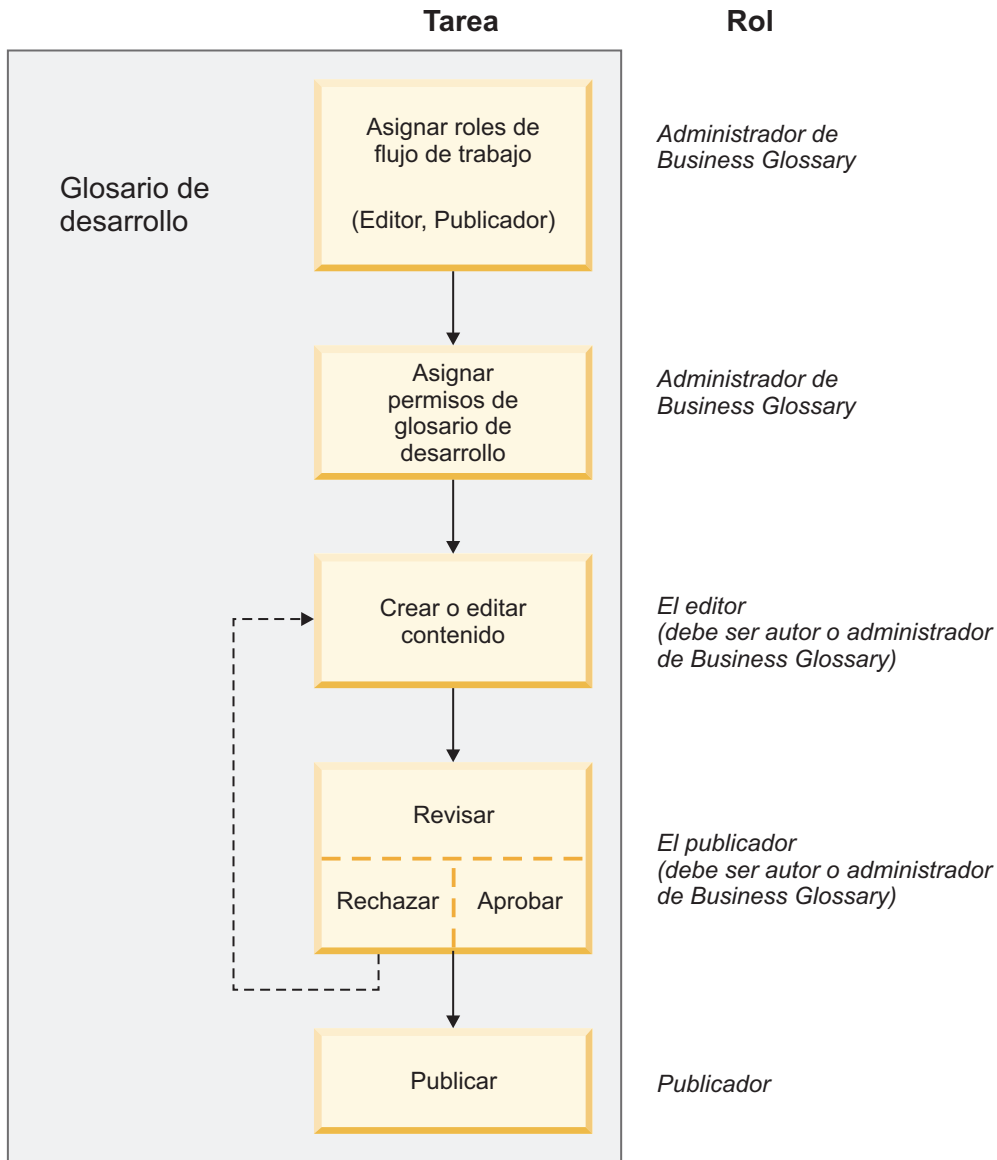 Tarea
Rol
Glosario de
desarrollo
Asignar roles de
flujo de trabajo
(Editor, Publicador)
Administrador de
Business Glossary
Asignar
permisos de
glosario de
desarrollo
Administrador de
Business Glossary
Crear o editar
contenido
El editor
(debe ser autor o administrador
de Business Glossary)
Revisar
Rechazar
Aprobar
El publicador
(debe ser autor o administrador
de Business Glossary)
Publicar
Publicador